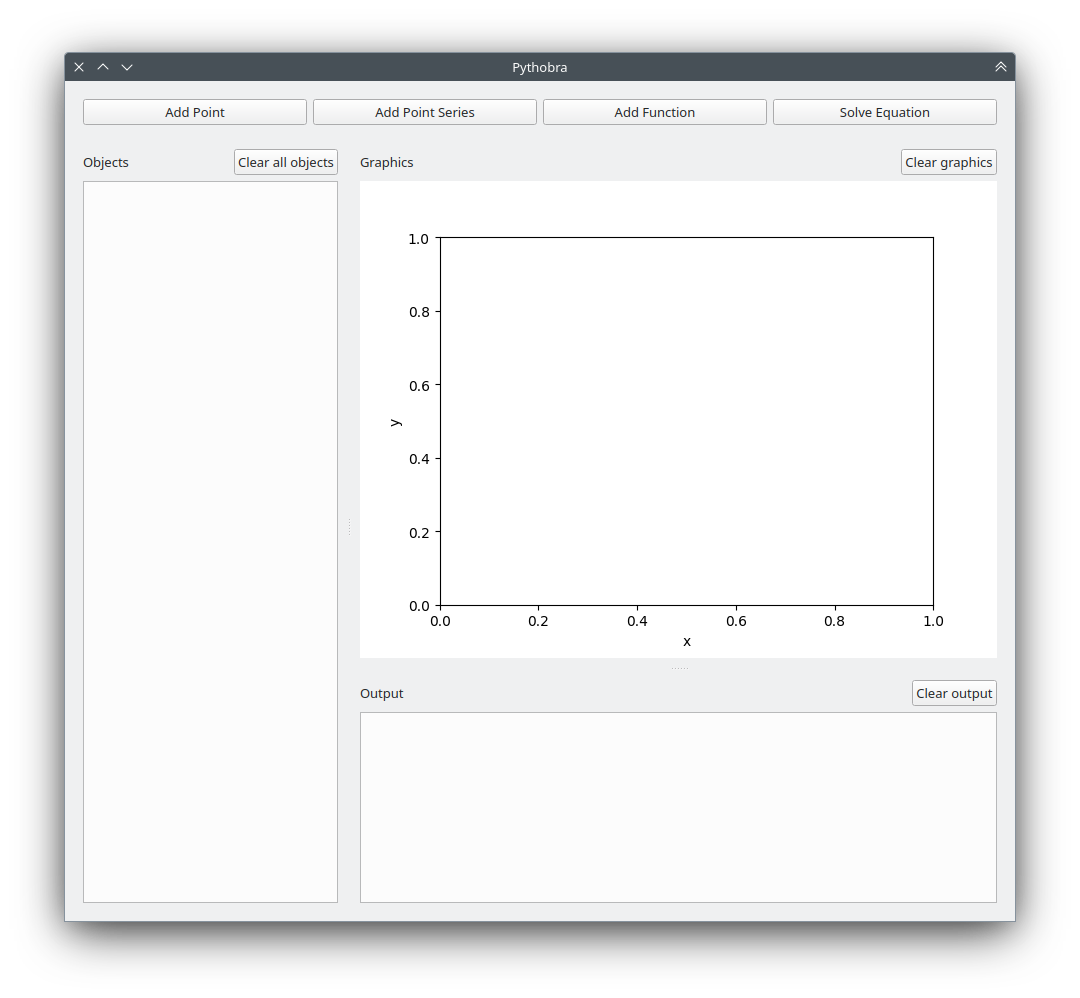 Pythobra
Add Point
Add Point Series
Add Function
Solve Equation
Objects
Clear all objects
Graphics
Clear graphics
1.0
0.8
0.6
0.4
0.2
0.0
y
0.0 0.2 0.4 0.6 0.8 1.0
x
Output
Clear output